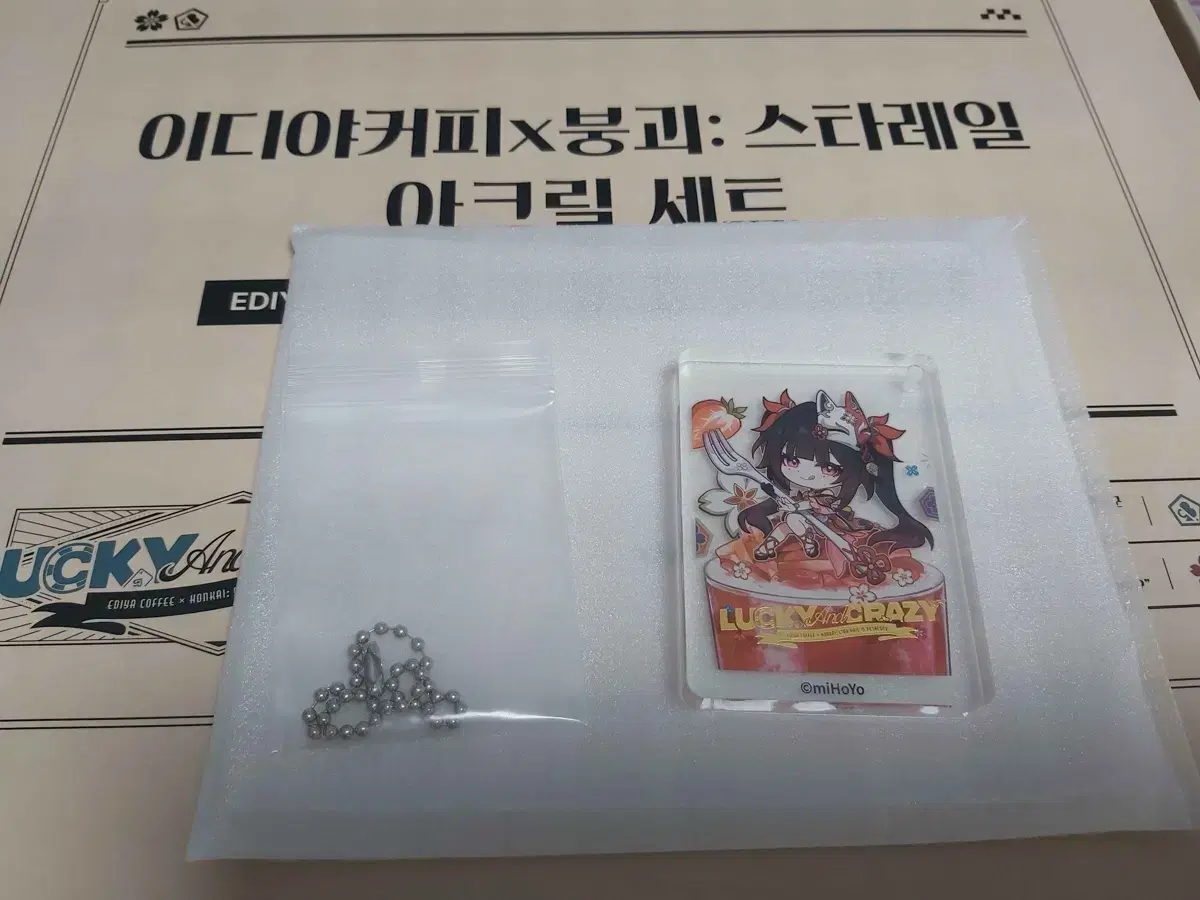 이디야커피x붕괴: 스타레일
아크릴 세트
EDIY
UCKY And
EDIYA COFFEE × HONKAI:
LUCKY And CRAZY
©miHoYo